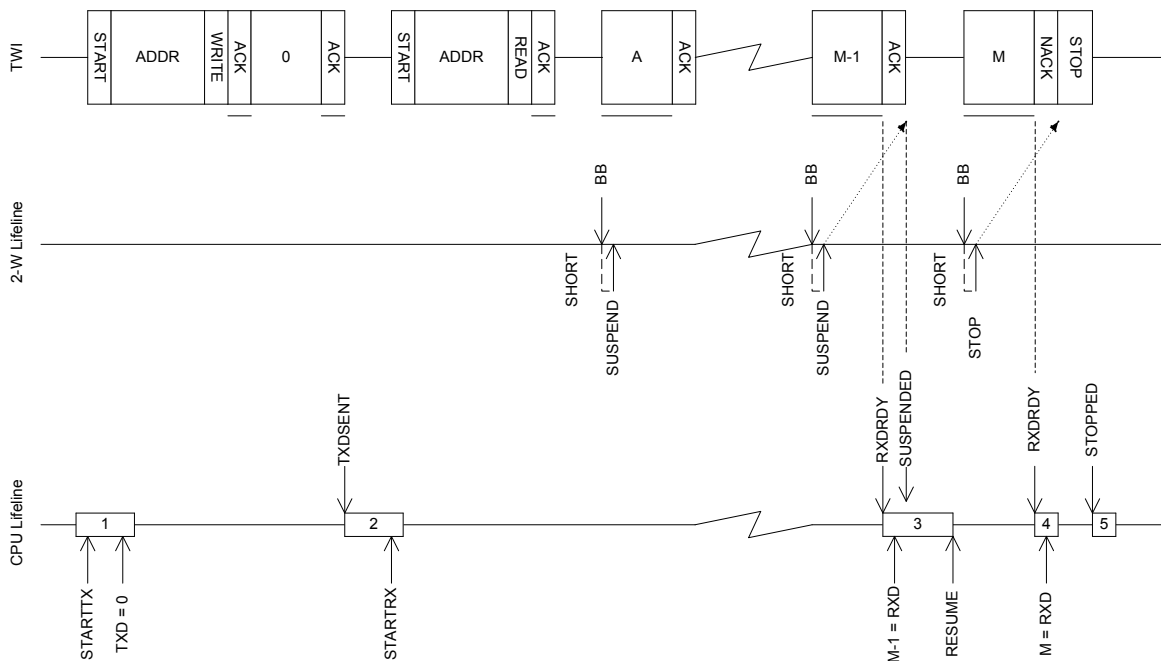 TWI
START
ADDR
WRITE
ACK
0
ACK
START
ADDR
READ
ACK
A
ACK
M-1
ACK
M
NACK
STOP
2-W Lifeline
BB
SHORT
SUSPEND
BB
SHORT
SUSPEND
BB
SHORT
STOP
CPU Lifeline
1
STARTTX
TXD = 0
TXDSENT
2
STARTRX
RXDRDY
SUSPENDED
3
M-1 = RXD
RESUME
RXDRDY
4
M = RXD
STOPPED
5